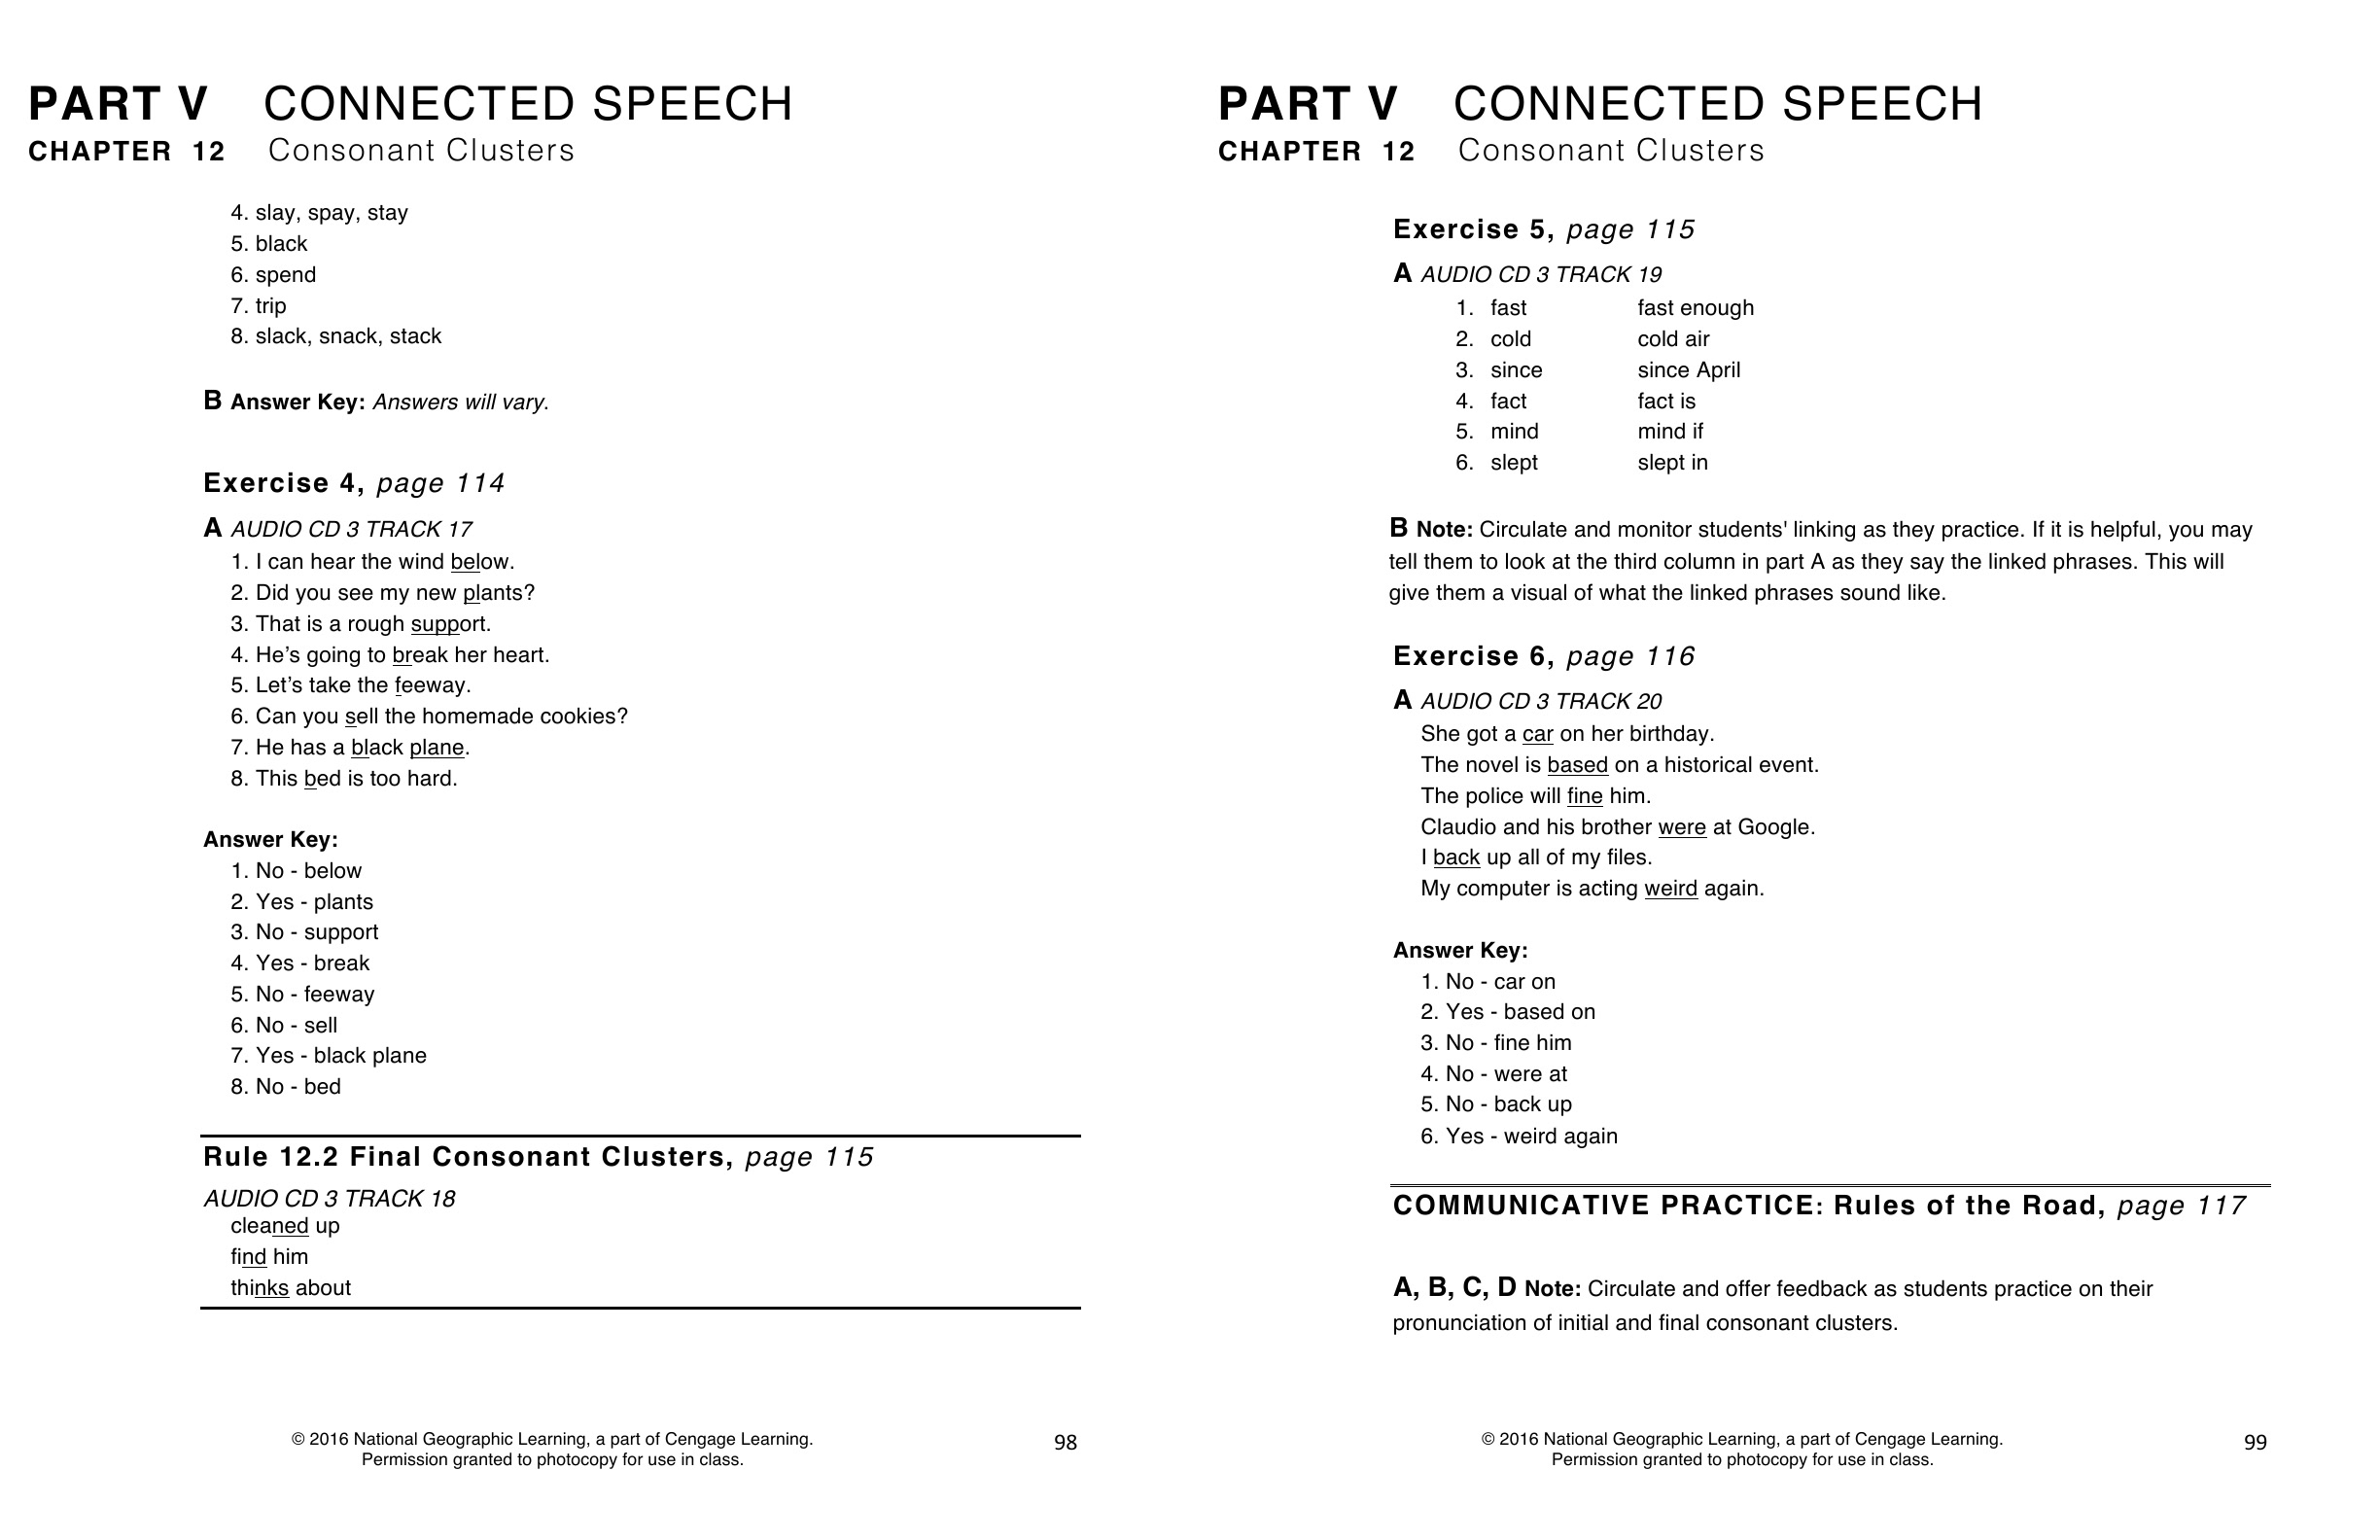 PART V CONNECTED SPEECH
CHAPTER 12 Consonant Clusters
4. slay, spay, stay
5. black
6. spend
7. trip
8. slack, snack, stack
B Answer Key: Answers will vary.
Exercise 4, page 114
A AUDIO CD 3 TRACK 17
1. I can hear the wind below.
2. Did you see my new plants?
3. That is a rough support.
4. He’s going to break her heart.
5. Let’s take the feeway.
6. Can you sell the homemade cookies?
7. He has a black plane.
8. This bed is too hard.
Answer Key:
1. No - below
2. Yes - plants
3. No - support
4. Yes - break
5. No - feeway
6. No - sell
7. Yes - black plane
8. No - bed
Rule 12.2 Final Consonant Clusters, page 115
AUDIO CD 3 TRACK 18
cleaned up
find him
thinks about
© 2016 National Geographic Learning, a part of Cengage Learning.
Permission granted to photocopy for use in class.
98
PART V CONNECTED SPEECH
CHAPTER 12 Consonant Clusters
Exercise 5, page 115
A AUDIO CD 3 TRACK 19
1. fast fast enough
2. cold cold air
3. since since April
4. fact fact is
5. mind mind if
6. slept slept in
B Note: Circulate and monitor students' linking as they practice. If it is helpful, you may
tell them to look at the third column in part A as they say the linked phrases. This will
give them a visual of what the linked phrases sound like.
Exercise 6, page 116
A AUDIO CD 3 TRACK 20
She got a car on her birthday.
The novel is based on a historical event.
The police will fine him.
Claudio and his brother were at Google.
I back up all of my files.
My computer is acting weird again.
Answer Key:
1. No - car on
2. Yes - based on
3. No - fine him
4. No - were at
5. No - back up
6. Yes - weird again
COMMUNICATIVE PRACTICE: Rules of the Road, page 117
A, B, C, D Note: Circulate and offer feedback as students practice on their
pronunciation of initial and final consonant clusters.
© 2016 National Geographic Learning, a part of Cengage Learning.
Permission granted to photocopy for use in class.
99